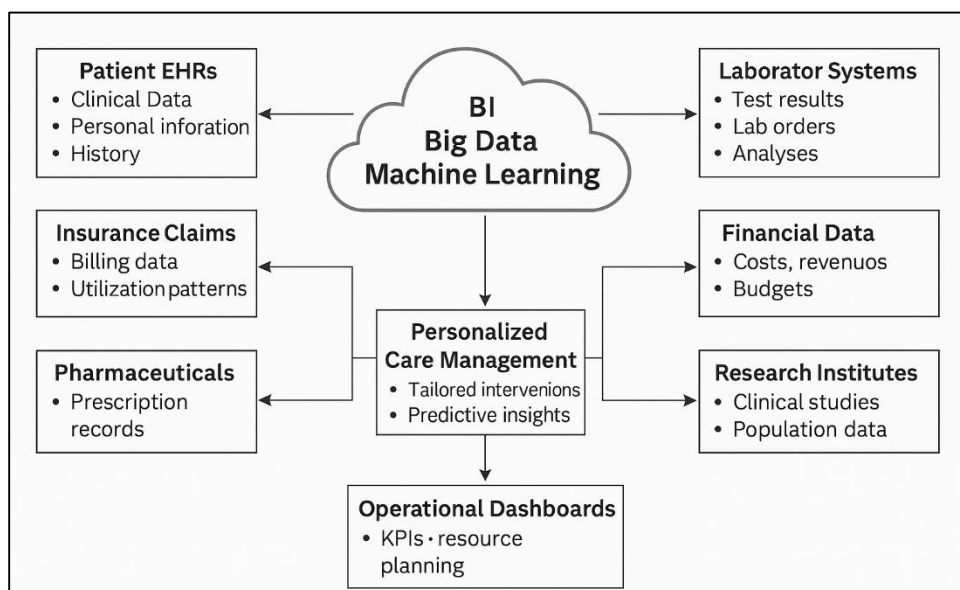 Patient EHRs
• Clinical Data
• Personal inforation
• History
BI
Big Data
Machine Learning
Laborator Systems
• Test results
• Lab orders
• Analyses
Insurance Claims
• Billing data
• Utilization patterns
Financial Data
• Costs, revenuos
• Budgets
Pharmaceuticals
• Prescription
records
Personalized
Care Management
• Tailored intervenions
• Predictive insights
Research Institutes
• Clinical studies
• Population data
Operational Dashboards
• KPIs · resource
planning